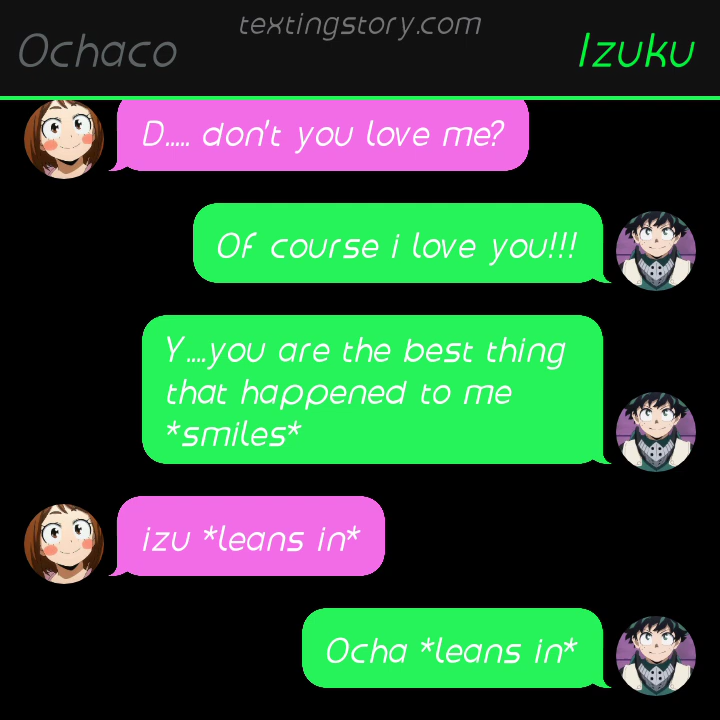 textingstory.com
Ochaco
Izuku
D..... don't you love me?
Of course i love you!!!
Y....you are the best thing
that happened to me
*smiles*
izu *leans in*
Ocha *leans in*